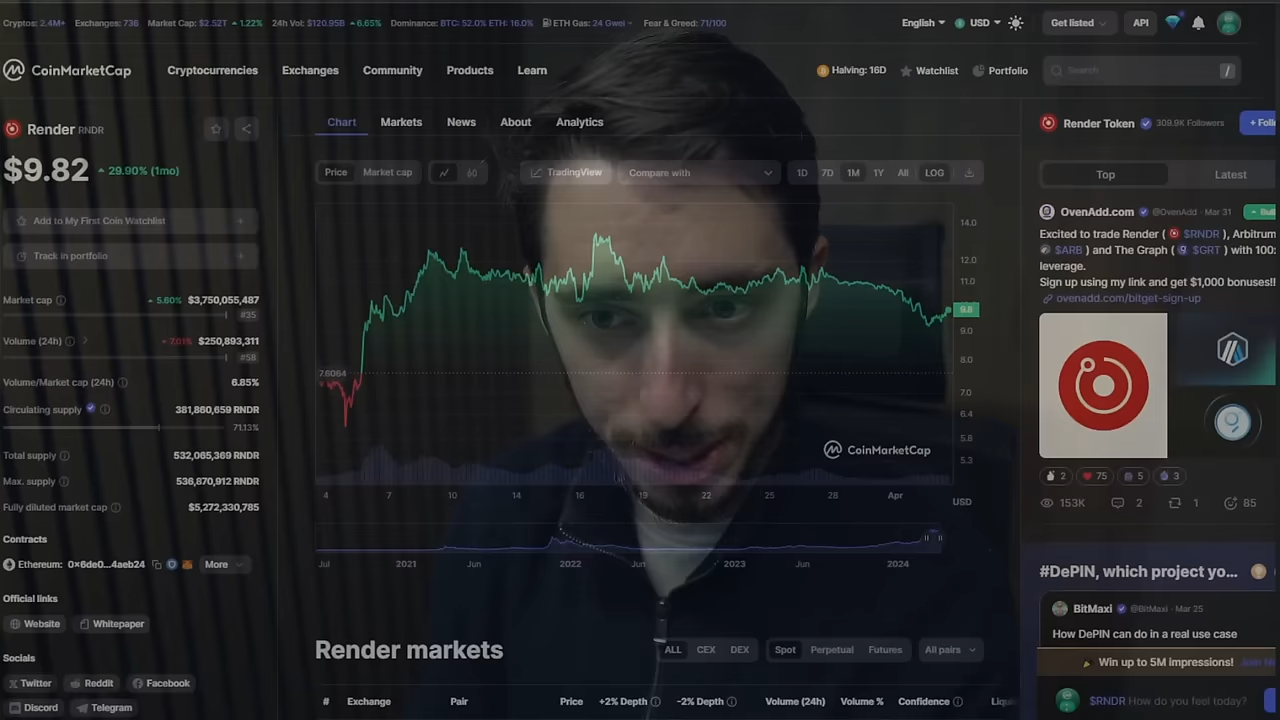 Cryptos: 2.4M+ Exchanges: 736 Market Cap: $2.52T 1.22% 24h Vol: $120.95B 6.65% Dominance: BTC: 52.0% ETH: 16.0% ETH Gas: 24 Gwei Fear & Greed: 71/100
English USD Get listed API
CoinMarketCap Cryptocurrencies Exchanges Community Products Learn
Halving: 16D Watchlist Portfolio Search /
Render RNDR
$9.82 29.90% (1mo)
Add to My First Coin Watchlist +
Track in portfolio +
Market cap 5.60% $3,750,055,487
#35
Volume (24h) 7.01% $250,893,311
#58
Volume/Market cap (24h) 6.85%
Circulating supply 381,860,659 RNDR
71.13%
Total supply 532,065,369 RNDR
Max. supply 536,870,912 RNDR
Fully diluted market cap $5,272,330,785
Contracts
Ethereum: 0x6de0...4aeb24 More
Official links
Website Whitepaper
Socials
Twitter Reddit Facebook
Discord Telegram
Chart Markets News About Analytics
Price Market cap TradingView Compare with 1D 7D 1M 1Y All LOG
14.0
12.0
11.0
9.8
9.0
8.0
7.0
6.4
5.8
5.3
7.6064
CoinMarketCap
4 7 10 14 16 19 22 25 28 Apr
USD
Jul 2021 Jun 2022 Jun 2023 Jun 2024
Render markets
ALL CEX DEX Spot Perpetual Futures All pairs
# Exchange Pair Price +2% Depth -2% Depth Volume (24h) Volume % Confidence Liqui
Render Token 309.9K Followers + Follo
Top Latest
OvenAdd.com @OvenAdd · Mar 31
Excited to trade Render ( $RNDR), Arbitrum
$ARB ) and The Graph ( $GRT) with 100x
leverage.
Sign up using my link and get $1,000 bonuses!!
ovenadd.com/bitget-sign-up
2 75 5 3
153K 2 1 85
#DePIN, which project yo...
BitMaxi @BitMaxi · Mar 25
How DePIN can do in a real use case
Win up to 5M impressions! Join
$RNDR How do you feel today?